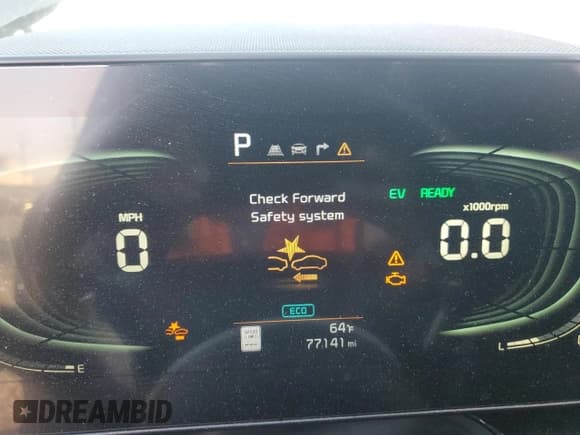 P
Check Forward
Safety system
EV READY
MPH
x1000rpm
0
0.0
ECO
64°F
77141 mi
E
L
DREAMBID